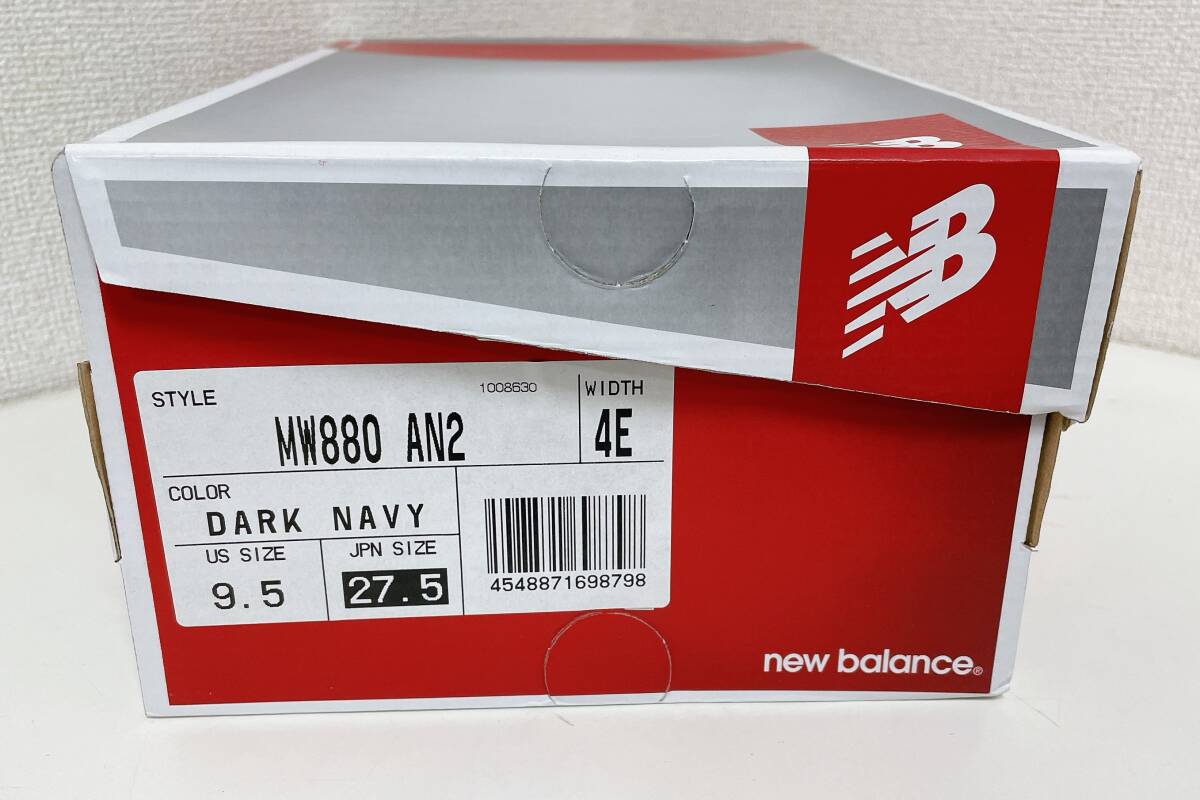 NB
STYLE
1008630
WIDTH
MW880 AN2
4E
COLOR
DARK NAVY
US SIZE
JPN SIZE
9.5
27.5
4548871698798
new balance®